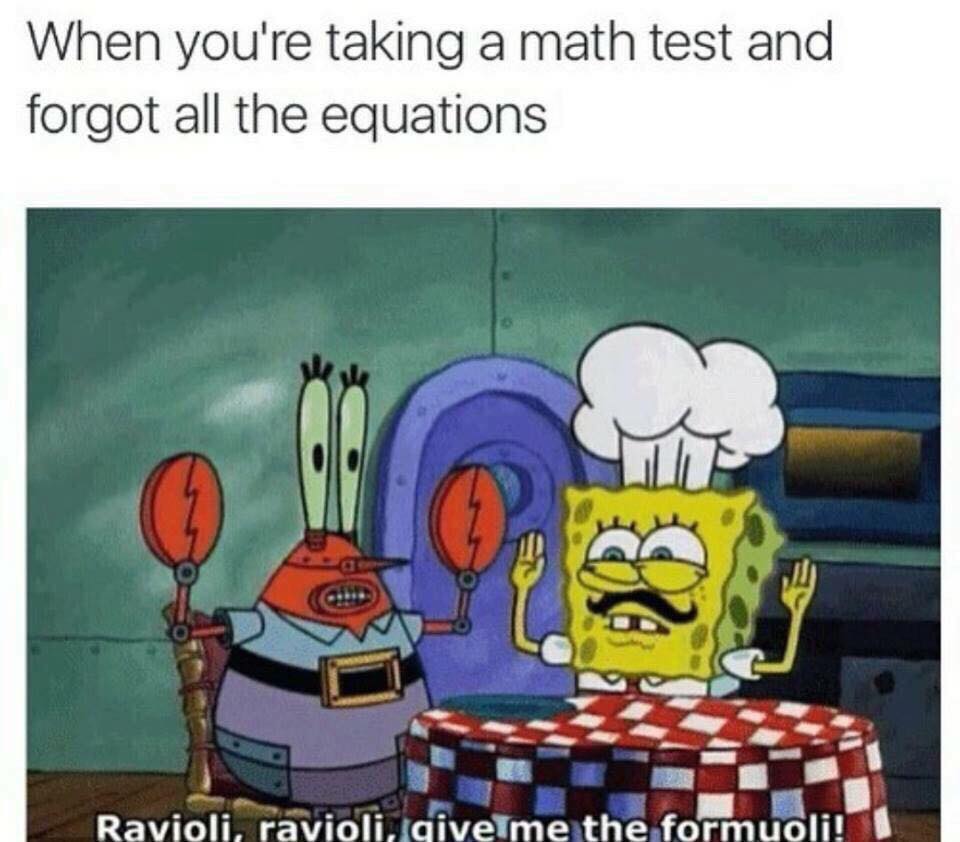 When you're taking a math test and
forgot all the equations
Ravioli, ravioli, give me the formuoli!